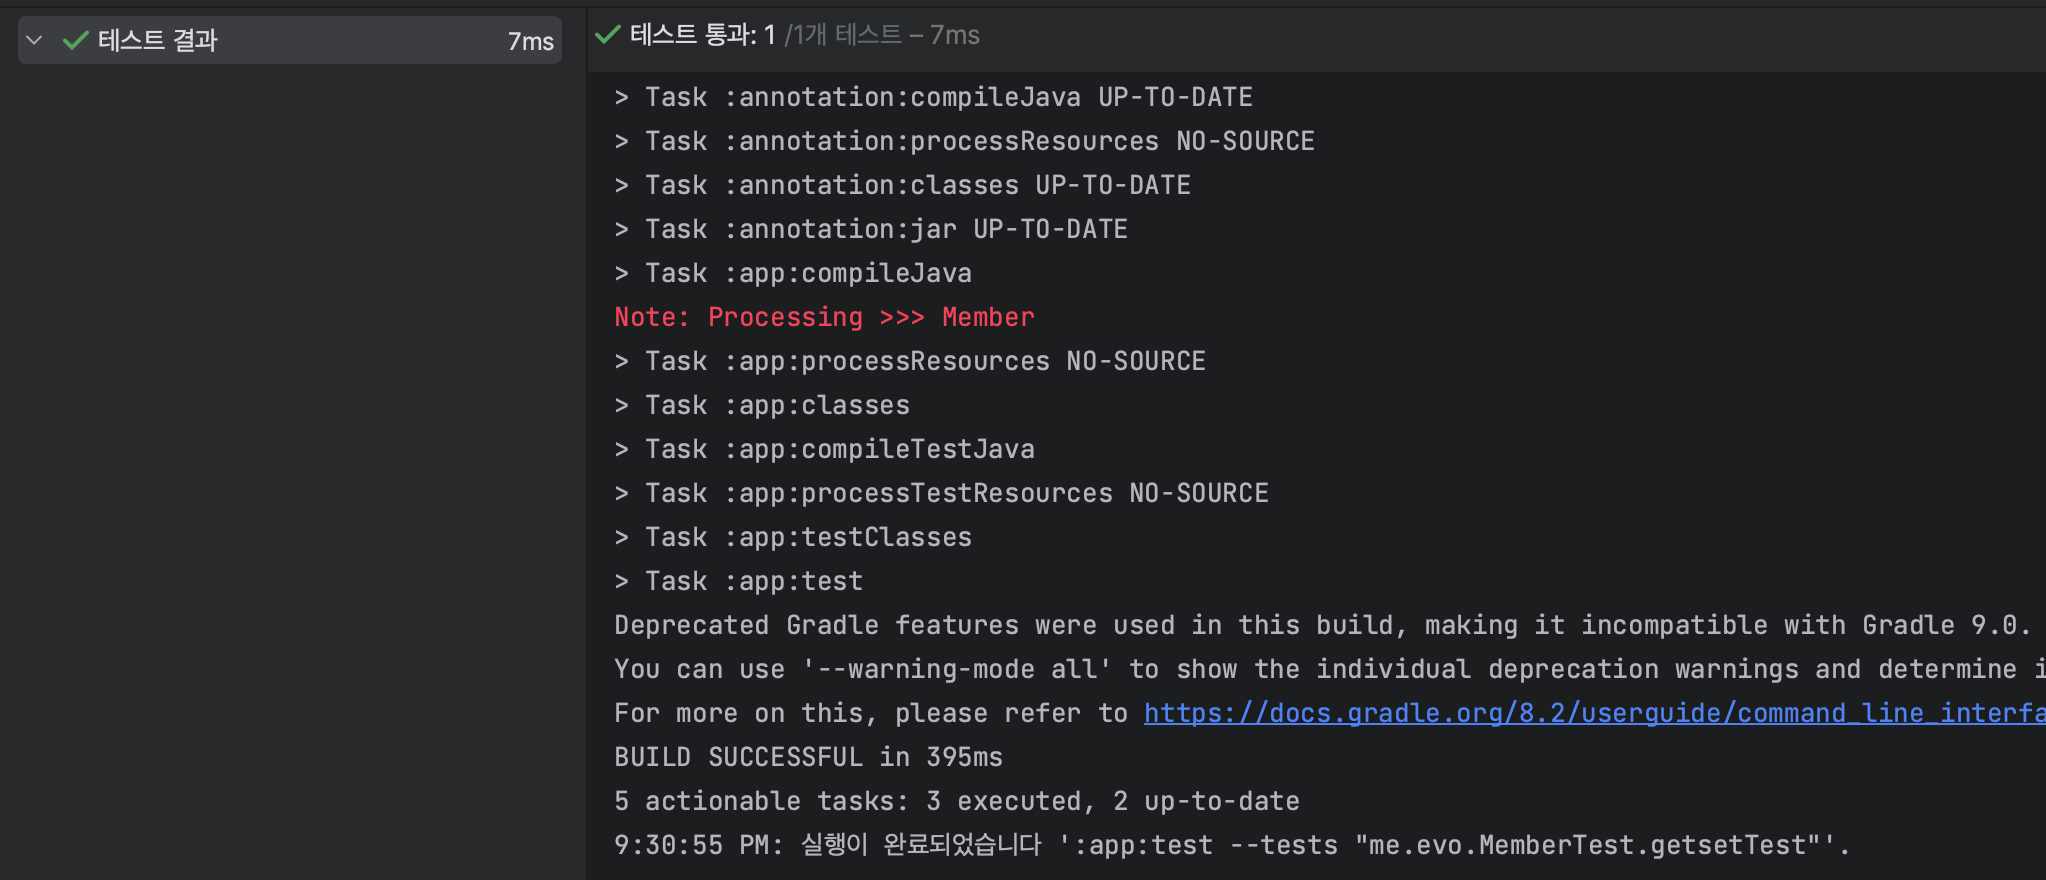 테스트 결과 7ms
테스트 통과: 1 /1개 테스트 – 7ms
> Task :annotation:compileJava UP-TO-DATE
> Task :annotation:processResources NO-SOURCE
> Task :annotation:classes UP-TO-DATE
> Task :annotation:jar UP-TO-DATE
> Task :app:compileJava
Note: Processing >>> Member
> Task :app:processResources NO-SOURCE
> Task :app:classes
> Task :app:compileTestJava
> Task :app:processTestResources NO-SOURCE
> Task :app:testClasses
> Task :app:test
Deprecated Gradle features were used in this build, making it incompatible with Gradle 9.0.
You can use '--warning-mode all' to show the individual deprecation warnings and determine
For more on this, please refer to https://docs.gradle.org/8.2/userguide/command_line_interfa
BUILD SUCCESSFUL in 395ms
5 actionable tasks: 3 executed, 2 up-to-date
9:30:55 PM: 실행이 완료되었습니다 ':app:test --tests "me.evo.MemberTest.getsetTest"'.